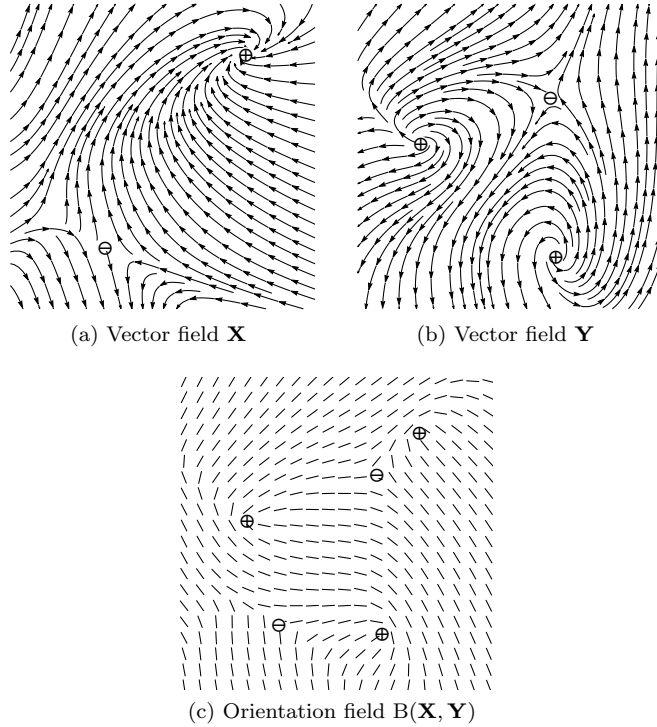 (a) Vector field X
(b) Vector field Y
(c) Orientation field B(X, Y)